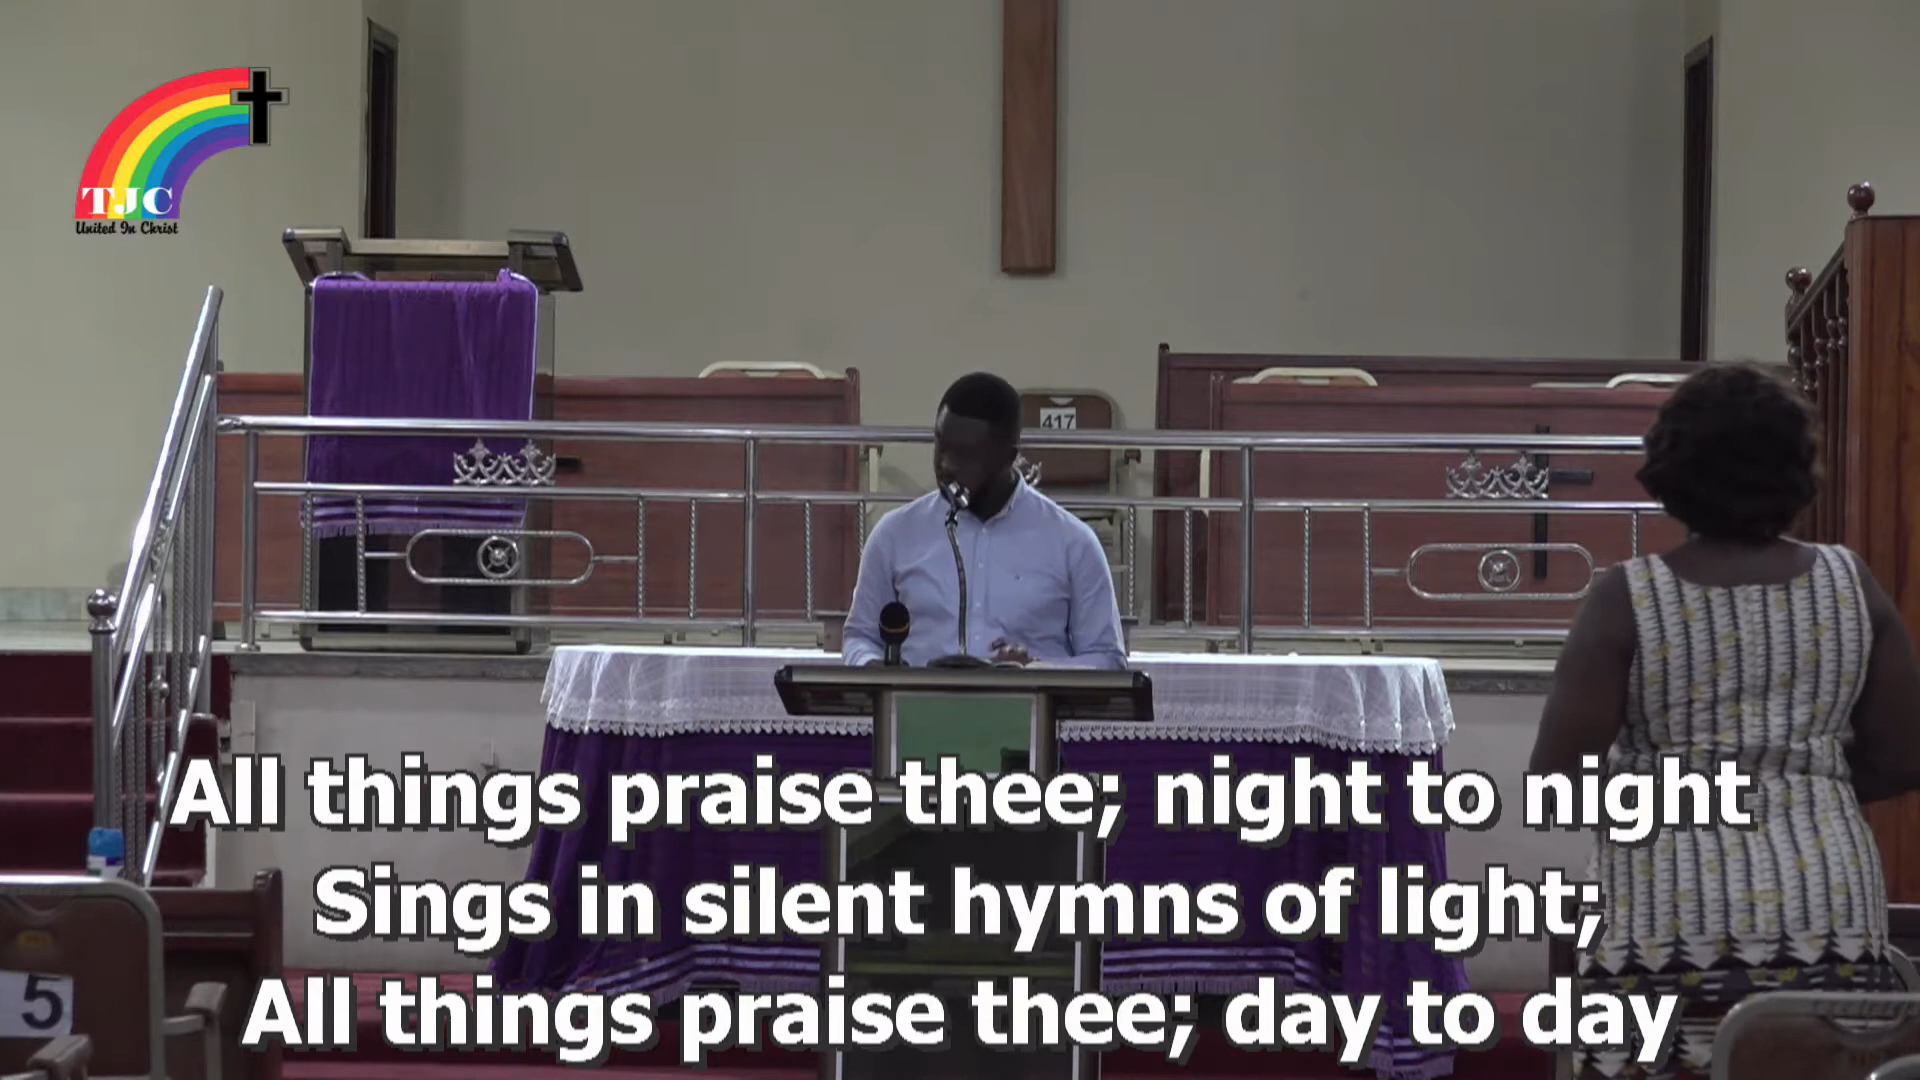 TJC
United In Christ
417
5
All things praise thee; night to night
Sings in silent hymns of light;
All things praise thee; day to day